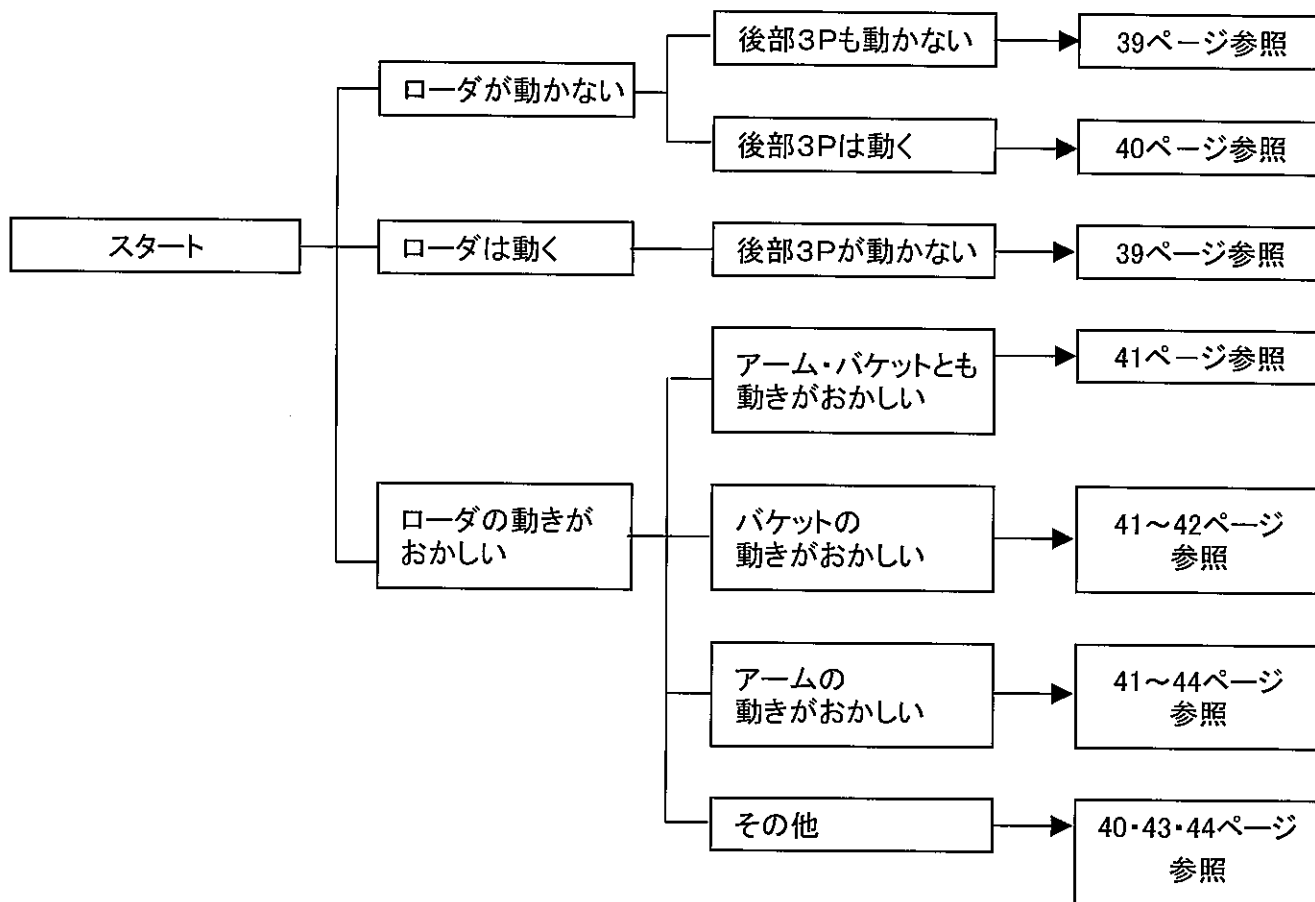 後部3Pも動かない
39ページ参照
ローダが動かない
後部3Pは動く
40ページ参照
スタート
ローダは動く
後部3Pが動かない
39ページ参照
アーム・バケットとも
動きがおかしい
41ページ参照
ローダの動きが
おかしい
バケットの
動きがおかしい
41～42ページ
参照
アームの
動きがおかしい
41～44ページ
参照
その他
40・43・44ページ
参照